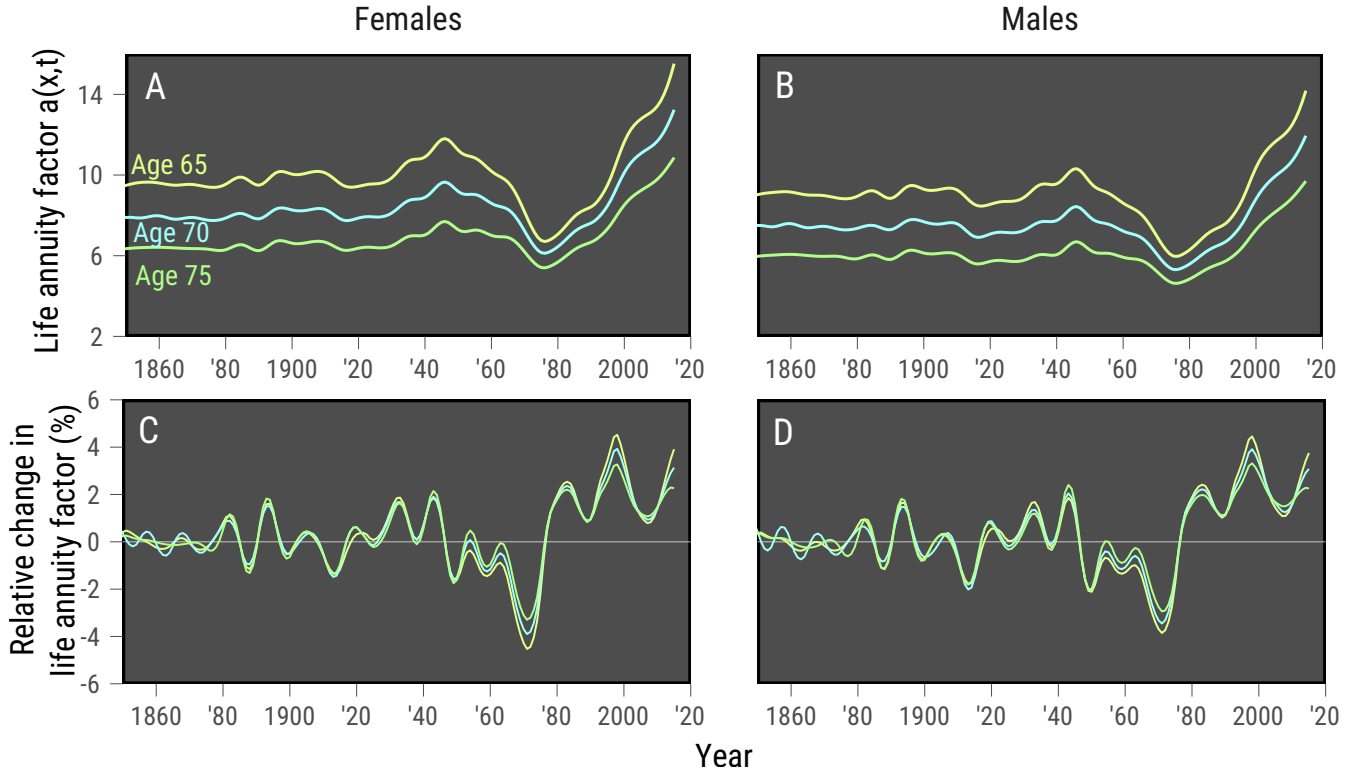 Females
Males
Life annuity factor a(x,t)
14
10
6
2
A
Age 65
Age 70
Age 75
B
1860 '80 1900 '20 '40 '60 '80 2000 '20
1860 '80 1900 '20 '40 '60 '80 2000 '20
Relative change in
life annuity factor (%)
6
4
2
0
-2
-4
-6
C
D
1860 '80 1900 '20 '40 '60 '80 2000 '20
1860 '80 1900 '20 '40 '60 '80 2000 '20
Year